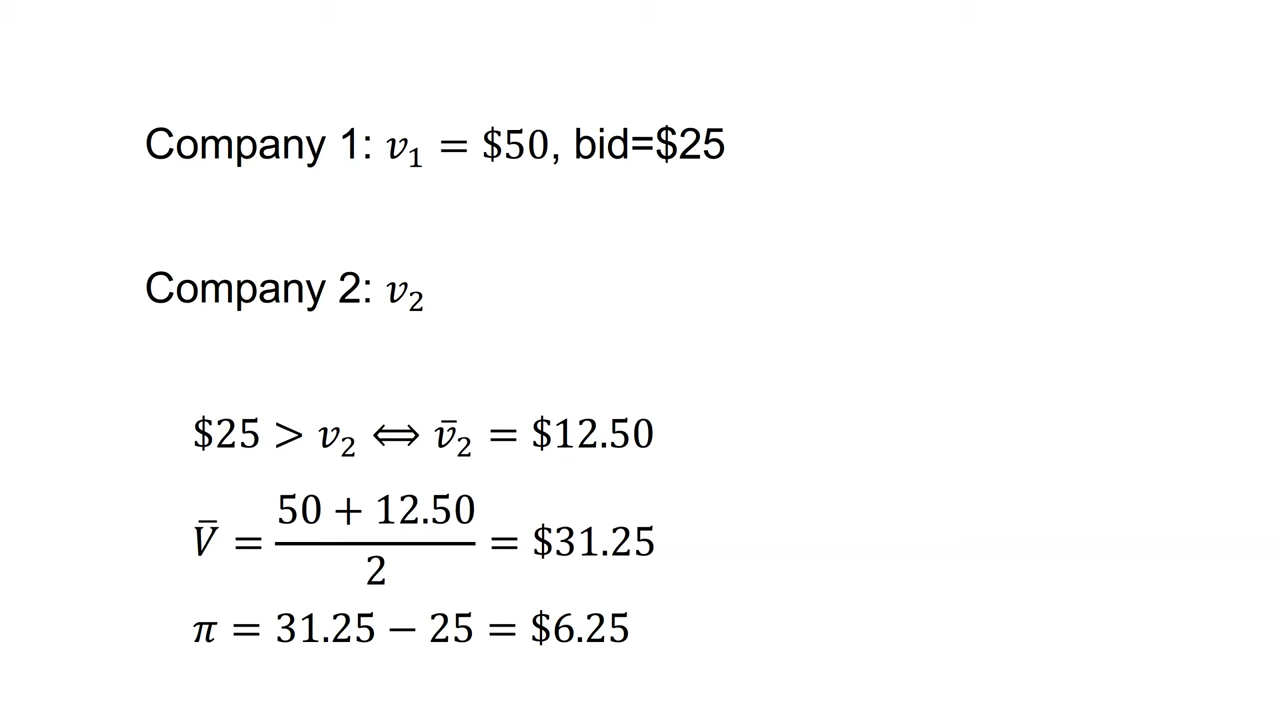 Company 1: 𝑣₁ = $50, bid=$25
Company 2: 𝑣₂
$25 > 𝑣₂ ⟺ 𝑣̄₂ = $12.50
𝑉̄ = (50 + 12.50)/2 = $31.25
𝜋 = 31.25 − 25 = $6.25